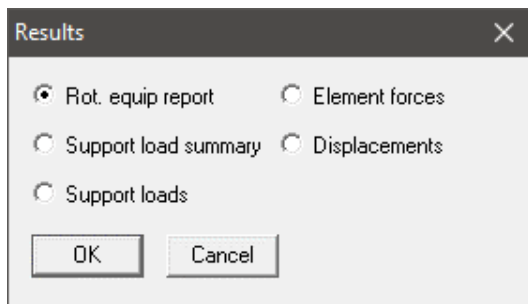 Results
Rot. equip report
Element forces
Support load summary
Displacements
Support loads
OK
Cancel